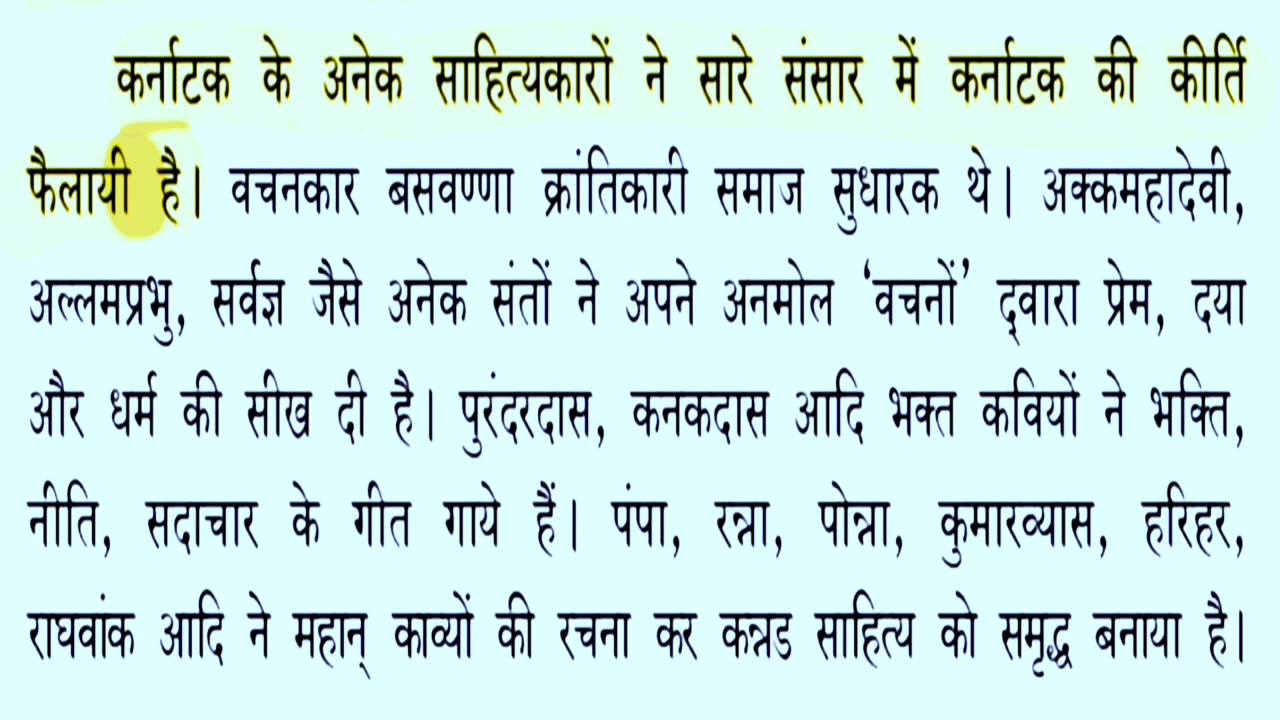 कर्नाटक के अनेक साहित्यकारों ने सारे संसार में कर्नाटक की कीर्ति
फैलायी है। वचनकार बसवण्णा क्रांतिकारी समाज सुधारक थे। अक्कमहादेवी,
अल्लमप्रभु, सर्वज्ञ जैसे अनेक संतों ने अपने अनमोल ‘वचनों’ द्‌वारा प्रेम, दया
और धर्म की सीख दी है। पुरंदरदास, कनकदास आदि भक्त कवियों ने भक्ति,
नीति, सदाचार के गीत गाये हैं। पंपा, रन्ना, पोन्ना, कुमारव्यास, हरिहर,
राघवांक आदि ने महान् काव्यों की रचना कर कन्नड साहित्य को समृद्ध बनाया है।